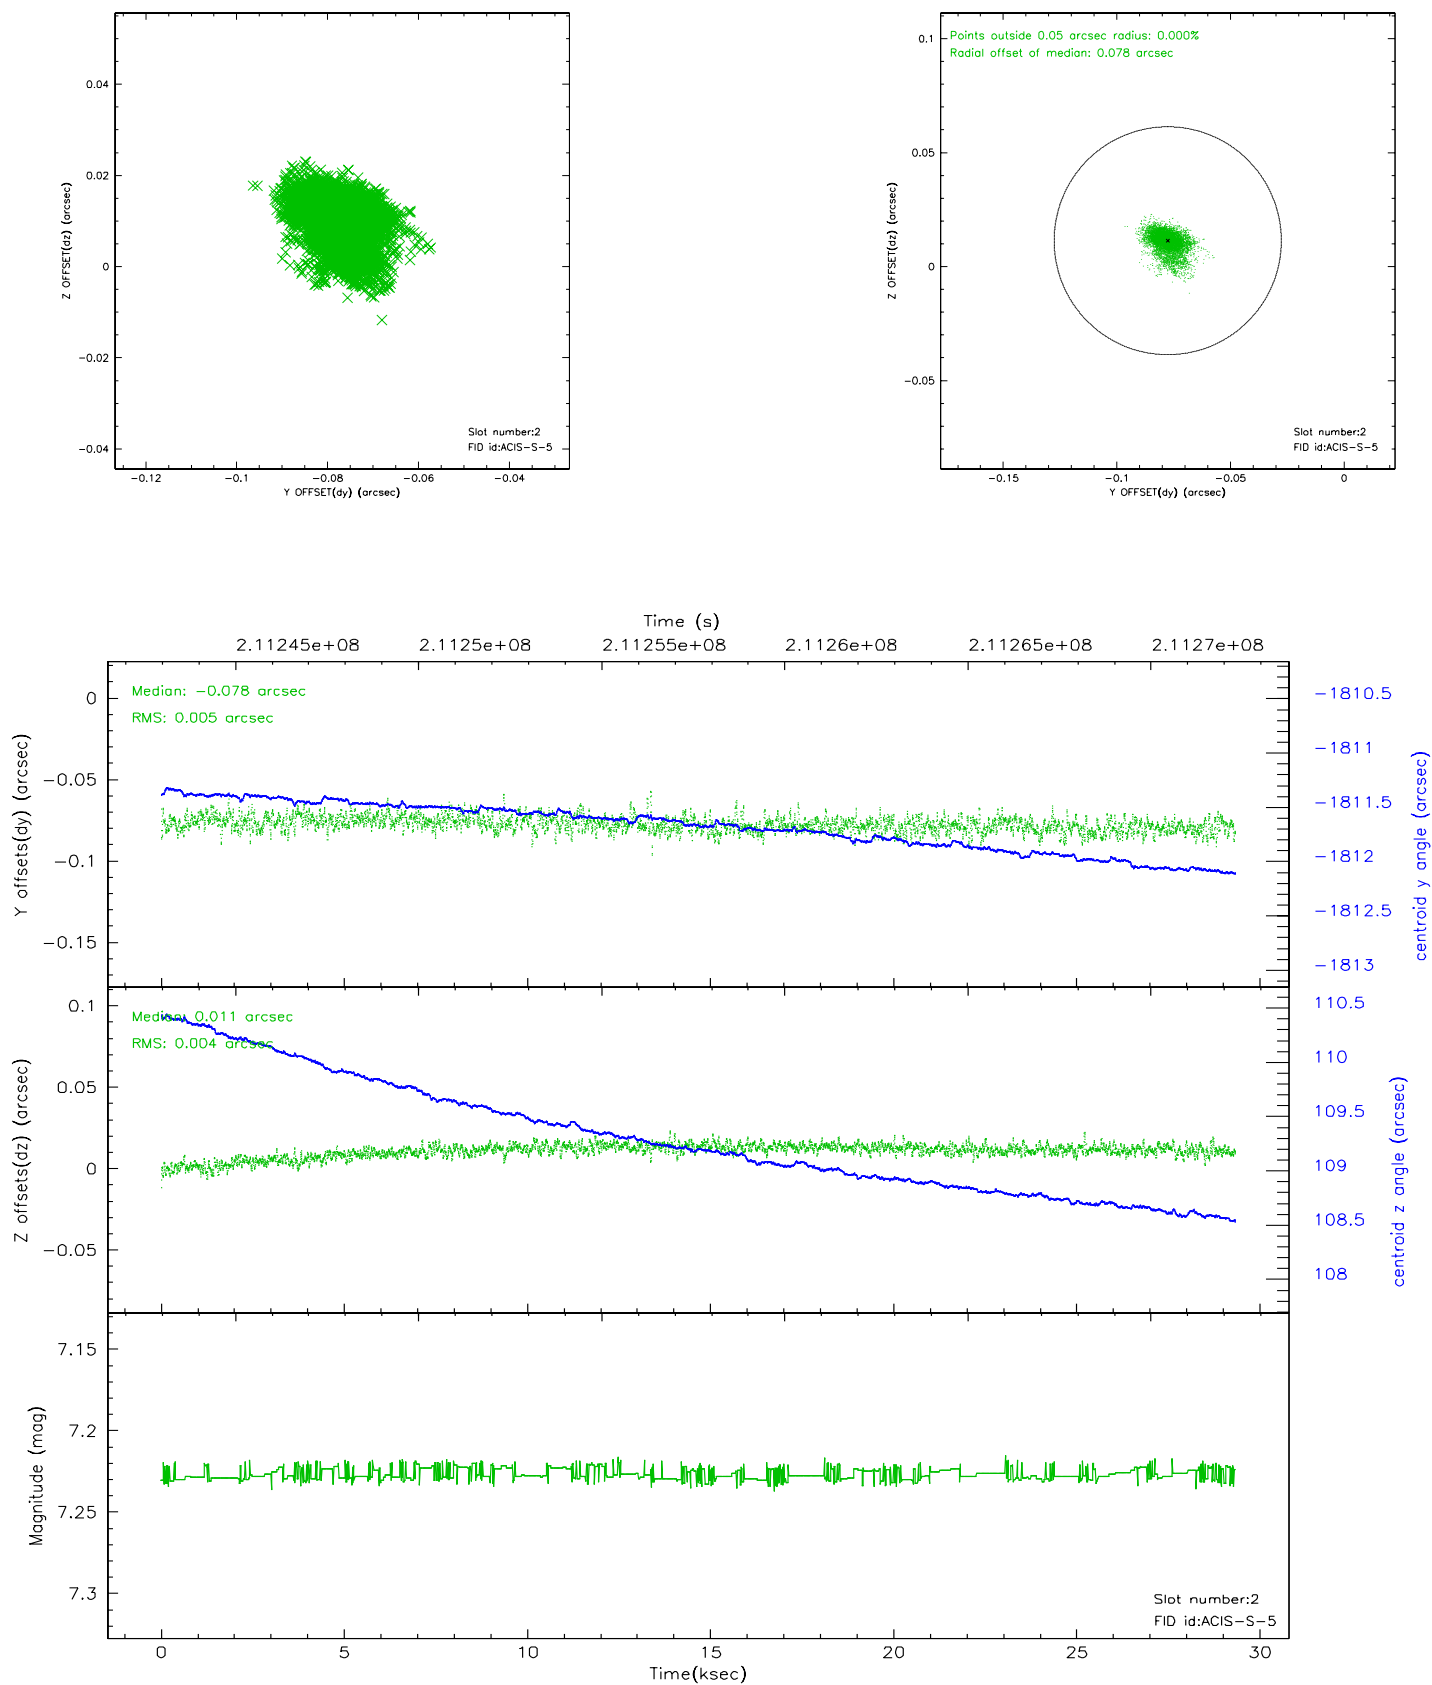 0.04
0.02
0
-0.02
-0.04
Z OFFSET(dz) (arcsec)
Slot number:2
FID id:ACIS-S-5
-0.12 -0.1 -0.08 -0.06 -0.04
Y OFFSET(dy) (arcsec)
Points outside 0.05 arcsec radius: 0.000%
Radial offset of median: 0.078 arcsec
0.1
0.05
0
-0.05
Z OFFSET(dz) (arcsec)
Slot number:2
FID id:ACIS-S-5
-0.15 -0.1 -0.05 0
Y OFFSET(dy) (arcsec)
Time (s)
2.11245e+08 2.1125e+08 2.11255e+08 2.1126e+08 2.11265e+08 2.1127e+08
Median: -0.078 arcsec
RMS: 0.005 arcsec
0
-0.05
-0.1
-0.15
Y offsets(dy) (arcsec)
-1810.5
-1811
-1811.5
-1812
-1812.5
-1813
centroid y angle (arcsec)
Median: 0.011 arcsec
RMS: 0.004 arcsec
0.1
0.05
0
-0.05
Z offsets(dz) (arcsec)
110.5
110
109.5
109
108.5
108
centroid z angle (arcsec)
7.15
7.2
7.25
7.3
Magnitude (mag)
Slot number:2
FID id:ACIS-S-5
0 5 10 15 20 25 30
Time(ksec)